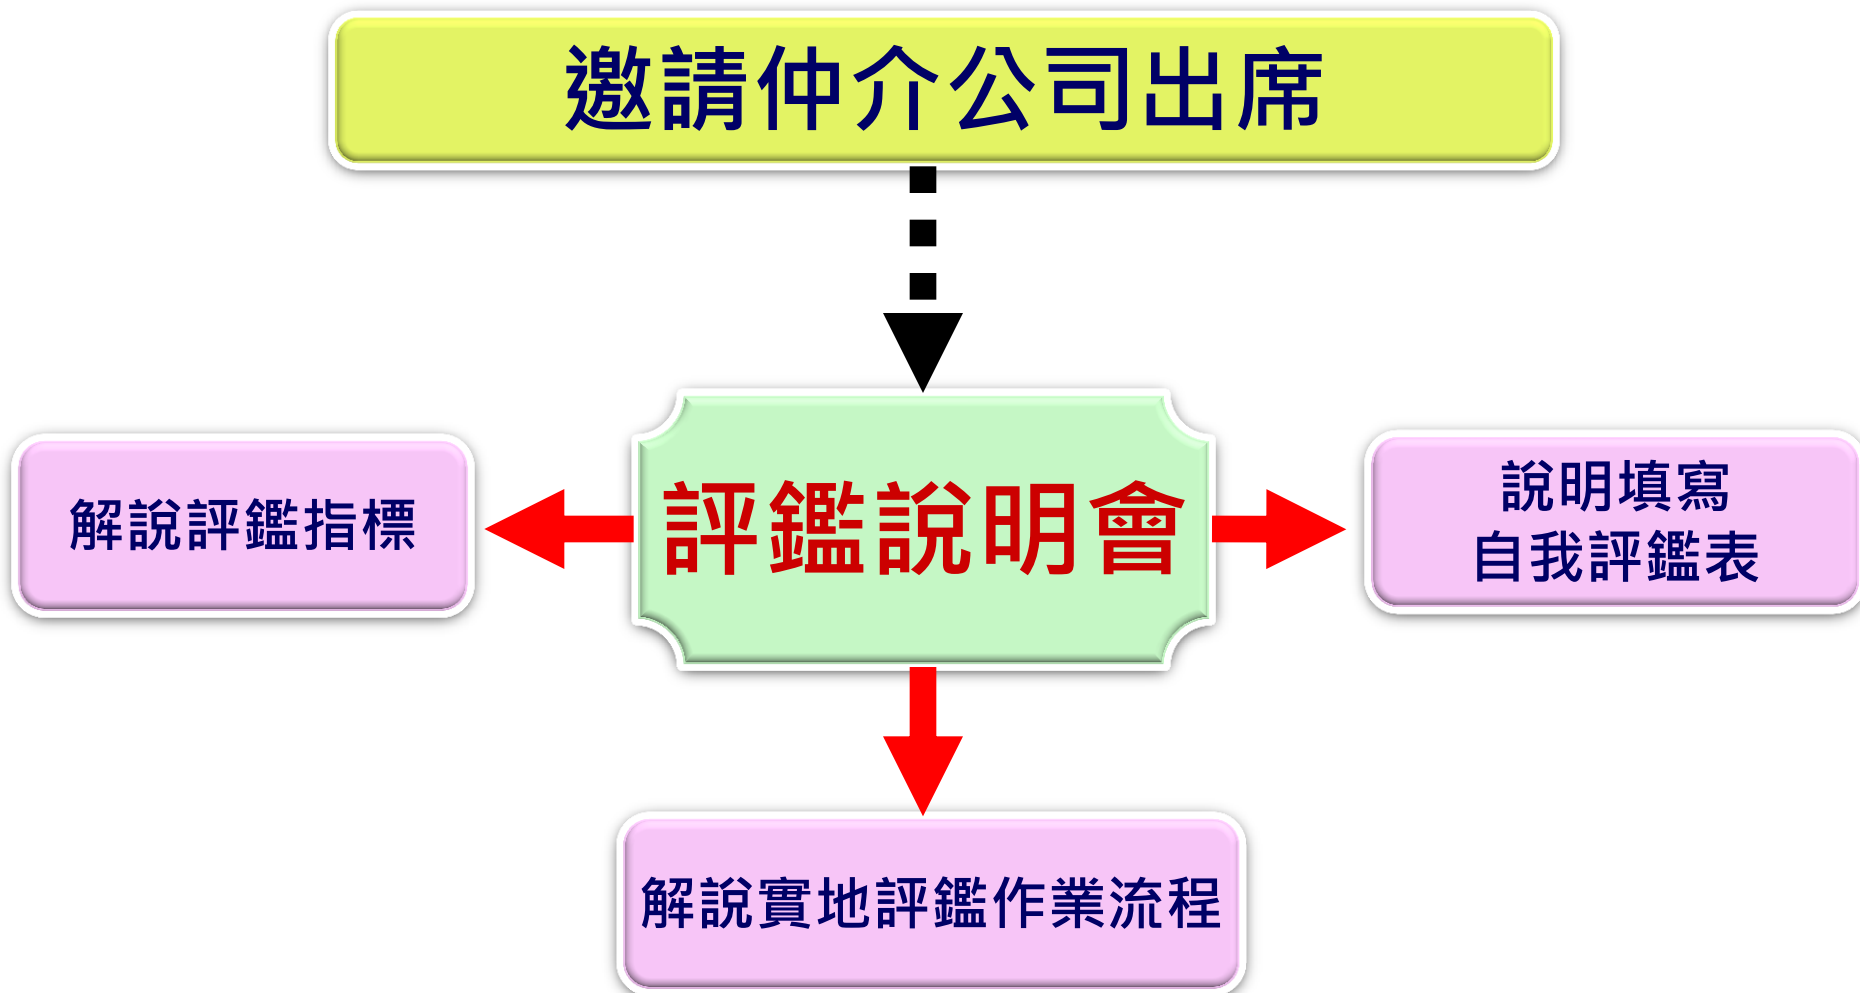 邀請仲介公司出席
解說評鑑指標
評鑑說明會
說明填寫
自我評鑑表
解說實地評鑑作業流程